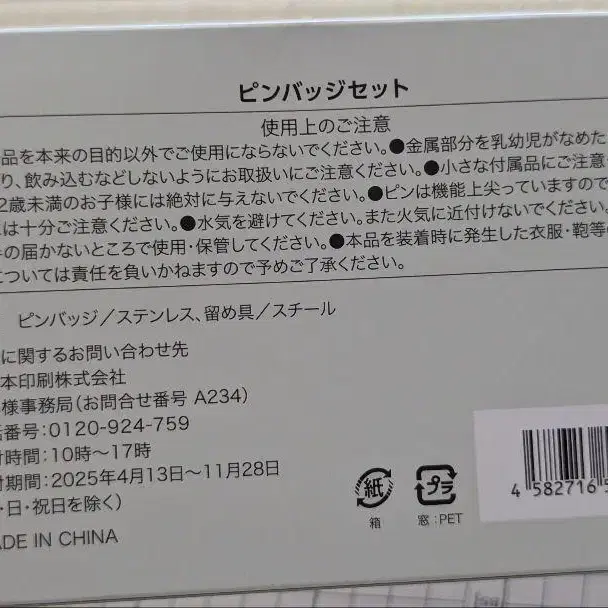 ピンバッジセット
使用上のご注意
品を本来の目的以外でご使用にならないでください。●金属部分を乳幼児がなめた
り、飲み込むなどしないようにお取扱いにご注意ください。●小さな付属品にご注意
2歳未満のお子様には絶対に与えないでください。●ピンは機能上尖っていますので
は十分ご注意ください。●水気を避けてください。また火気に近付けないでください。
の届かないところで使用・保管してください。●本品を装着時に発生した衣服・鞄等
については責任を負いかねますので予めご了承ください。
ピンバッジ/ステンレス、留め具/スチール
に関するお問い合わせ先
本印刷株式会社
様事務局(お問合せ番号 A234)
番号:0120-924-759
時間:10時〜17時
期間:2025年4月13日〜11月28日
・日・祝日を除く)
ADE IN CHINA
紙
箱
プラ
窓:PET
4 582716